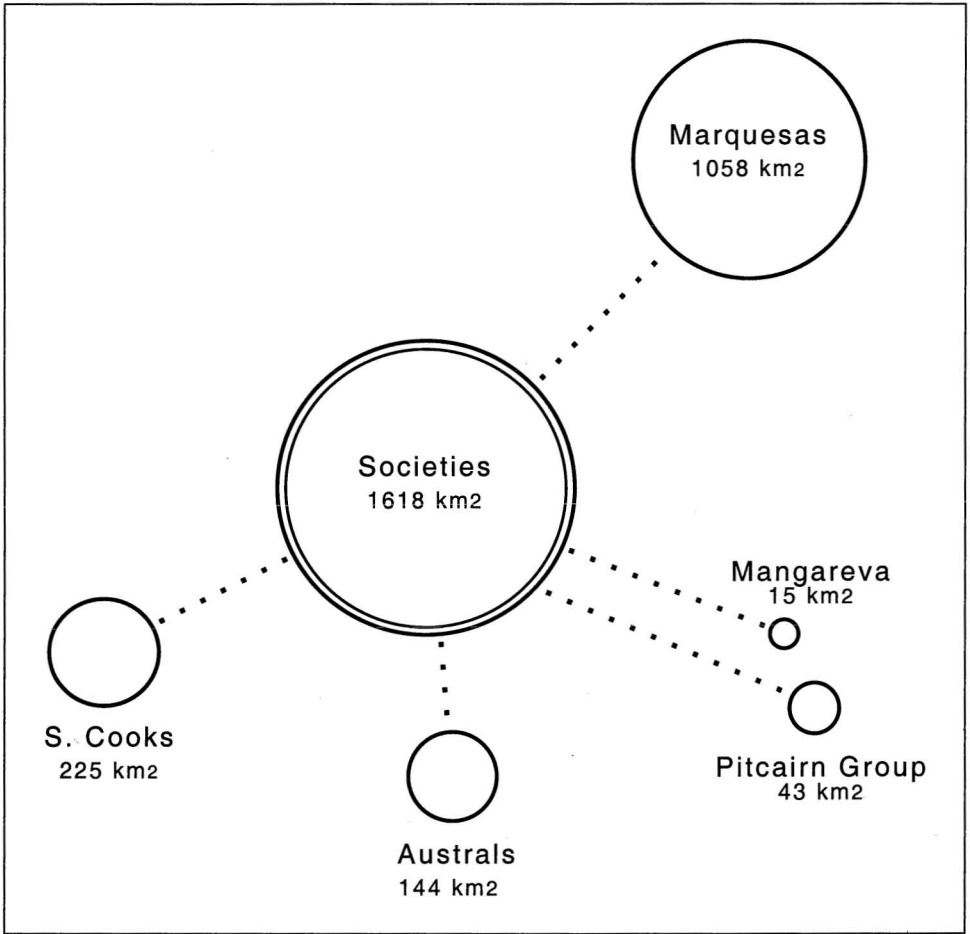 Marquesas
1058 km2
Societies
1618 km2
Mangareva
15 km2
S. Cooks
225 km2
Pitcairn Group
43 km2
Australs
144 km2